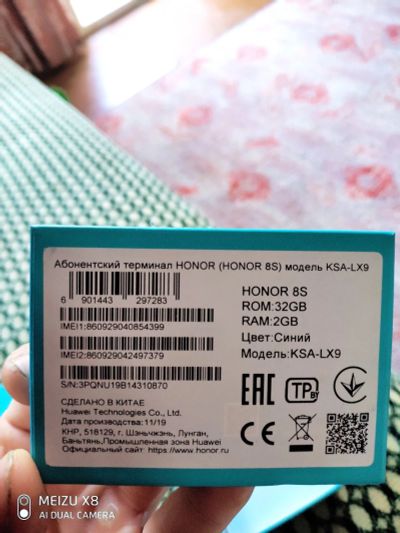 Абонентский терминал HONOR (HONOR 8S) модель KSA-LX9
6 901443 297283
IMEI1:860929040854399
IMEI2:860929042497379
S/N:3PQNU19B14310870
HONOR 8S
ROM:32GB
RAM:2GB
Цвет:Синий
Модель:KSA-LX9
СДЕЛАНО В КИТАЕ
Huawei Technologies Co., Ltd.
Дата производства: 11/19
КНР, 518129, г. Шэньчжэнь, Лунган,
Баньтянь,Промышленная зона Huawei
Официальный сайт: https://www.honor.ru
EAC
TP BY
CE
MEIZU X8
AI DUAL CAMERA